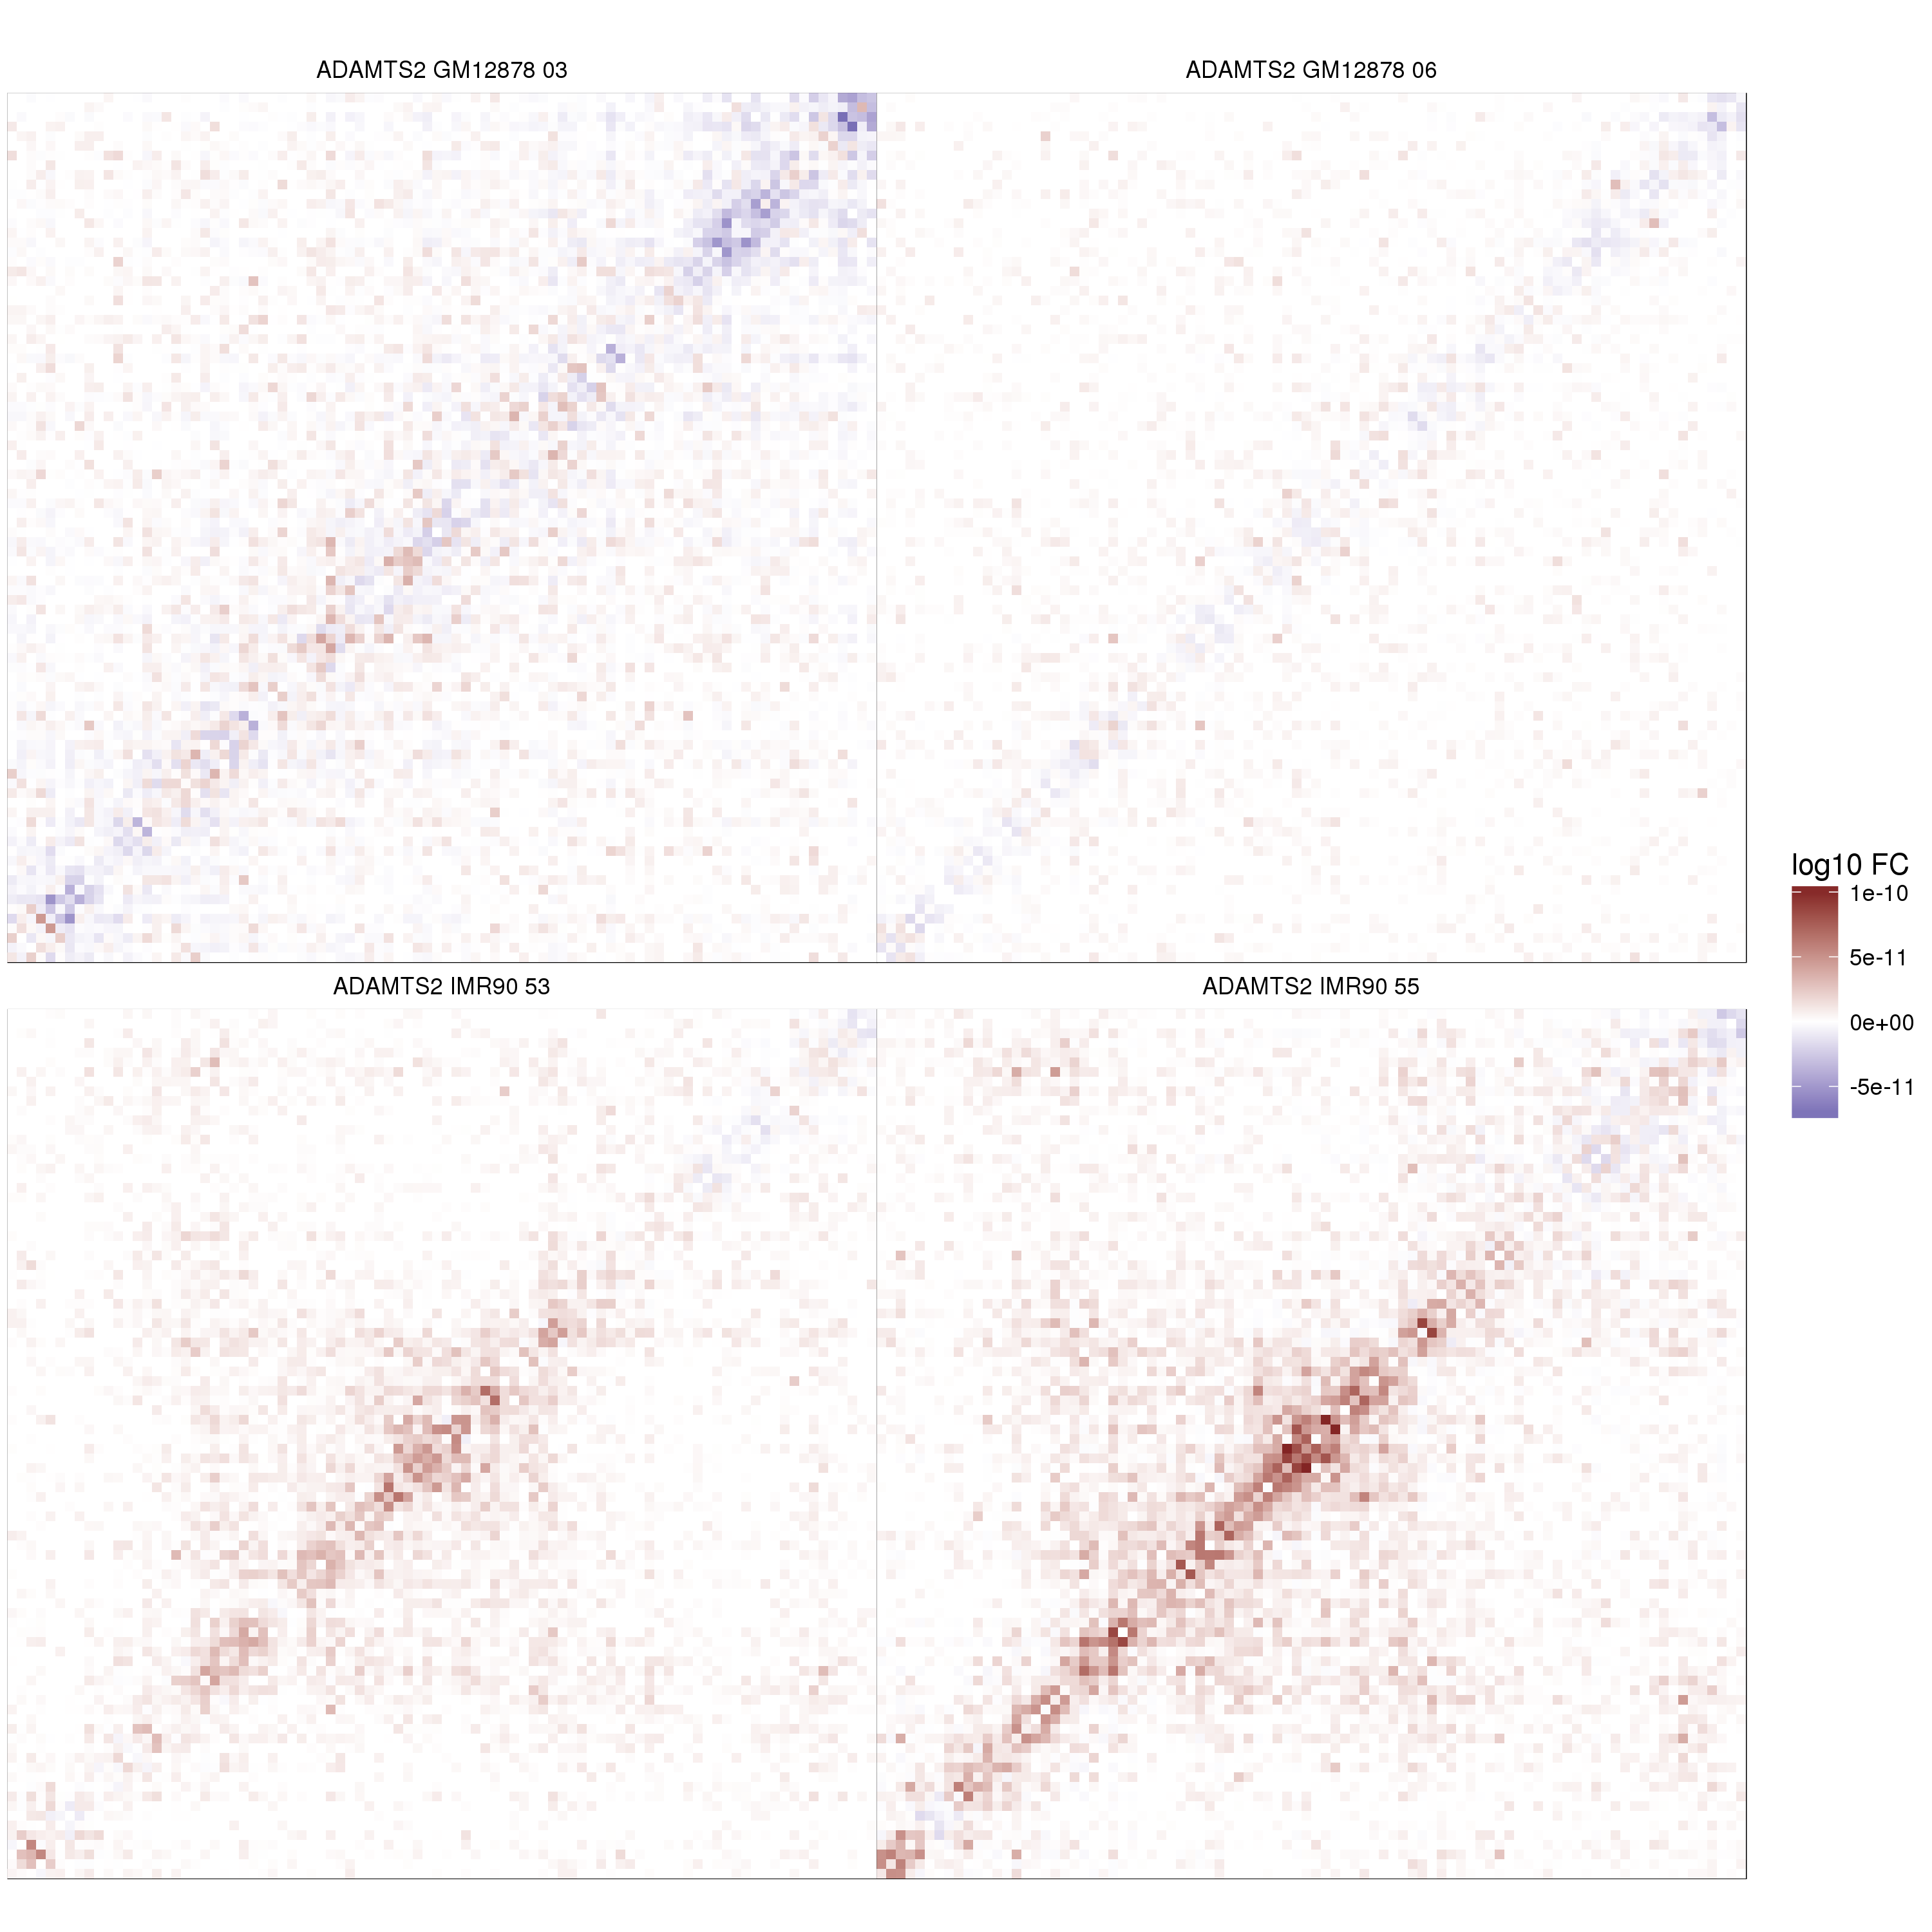 ADAMTS2 GM12878 03
ADAMTS2 GM12878 06
ADAMTS2 IMR90 53
ADAMTS2 IMR90 55
log10 FC
1e-10
5e-11
0e+00
-5e-11